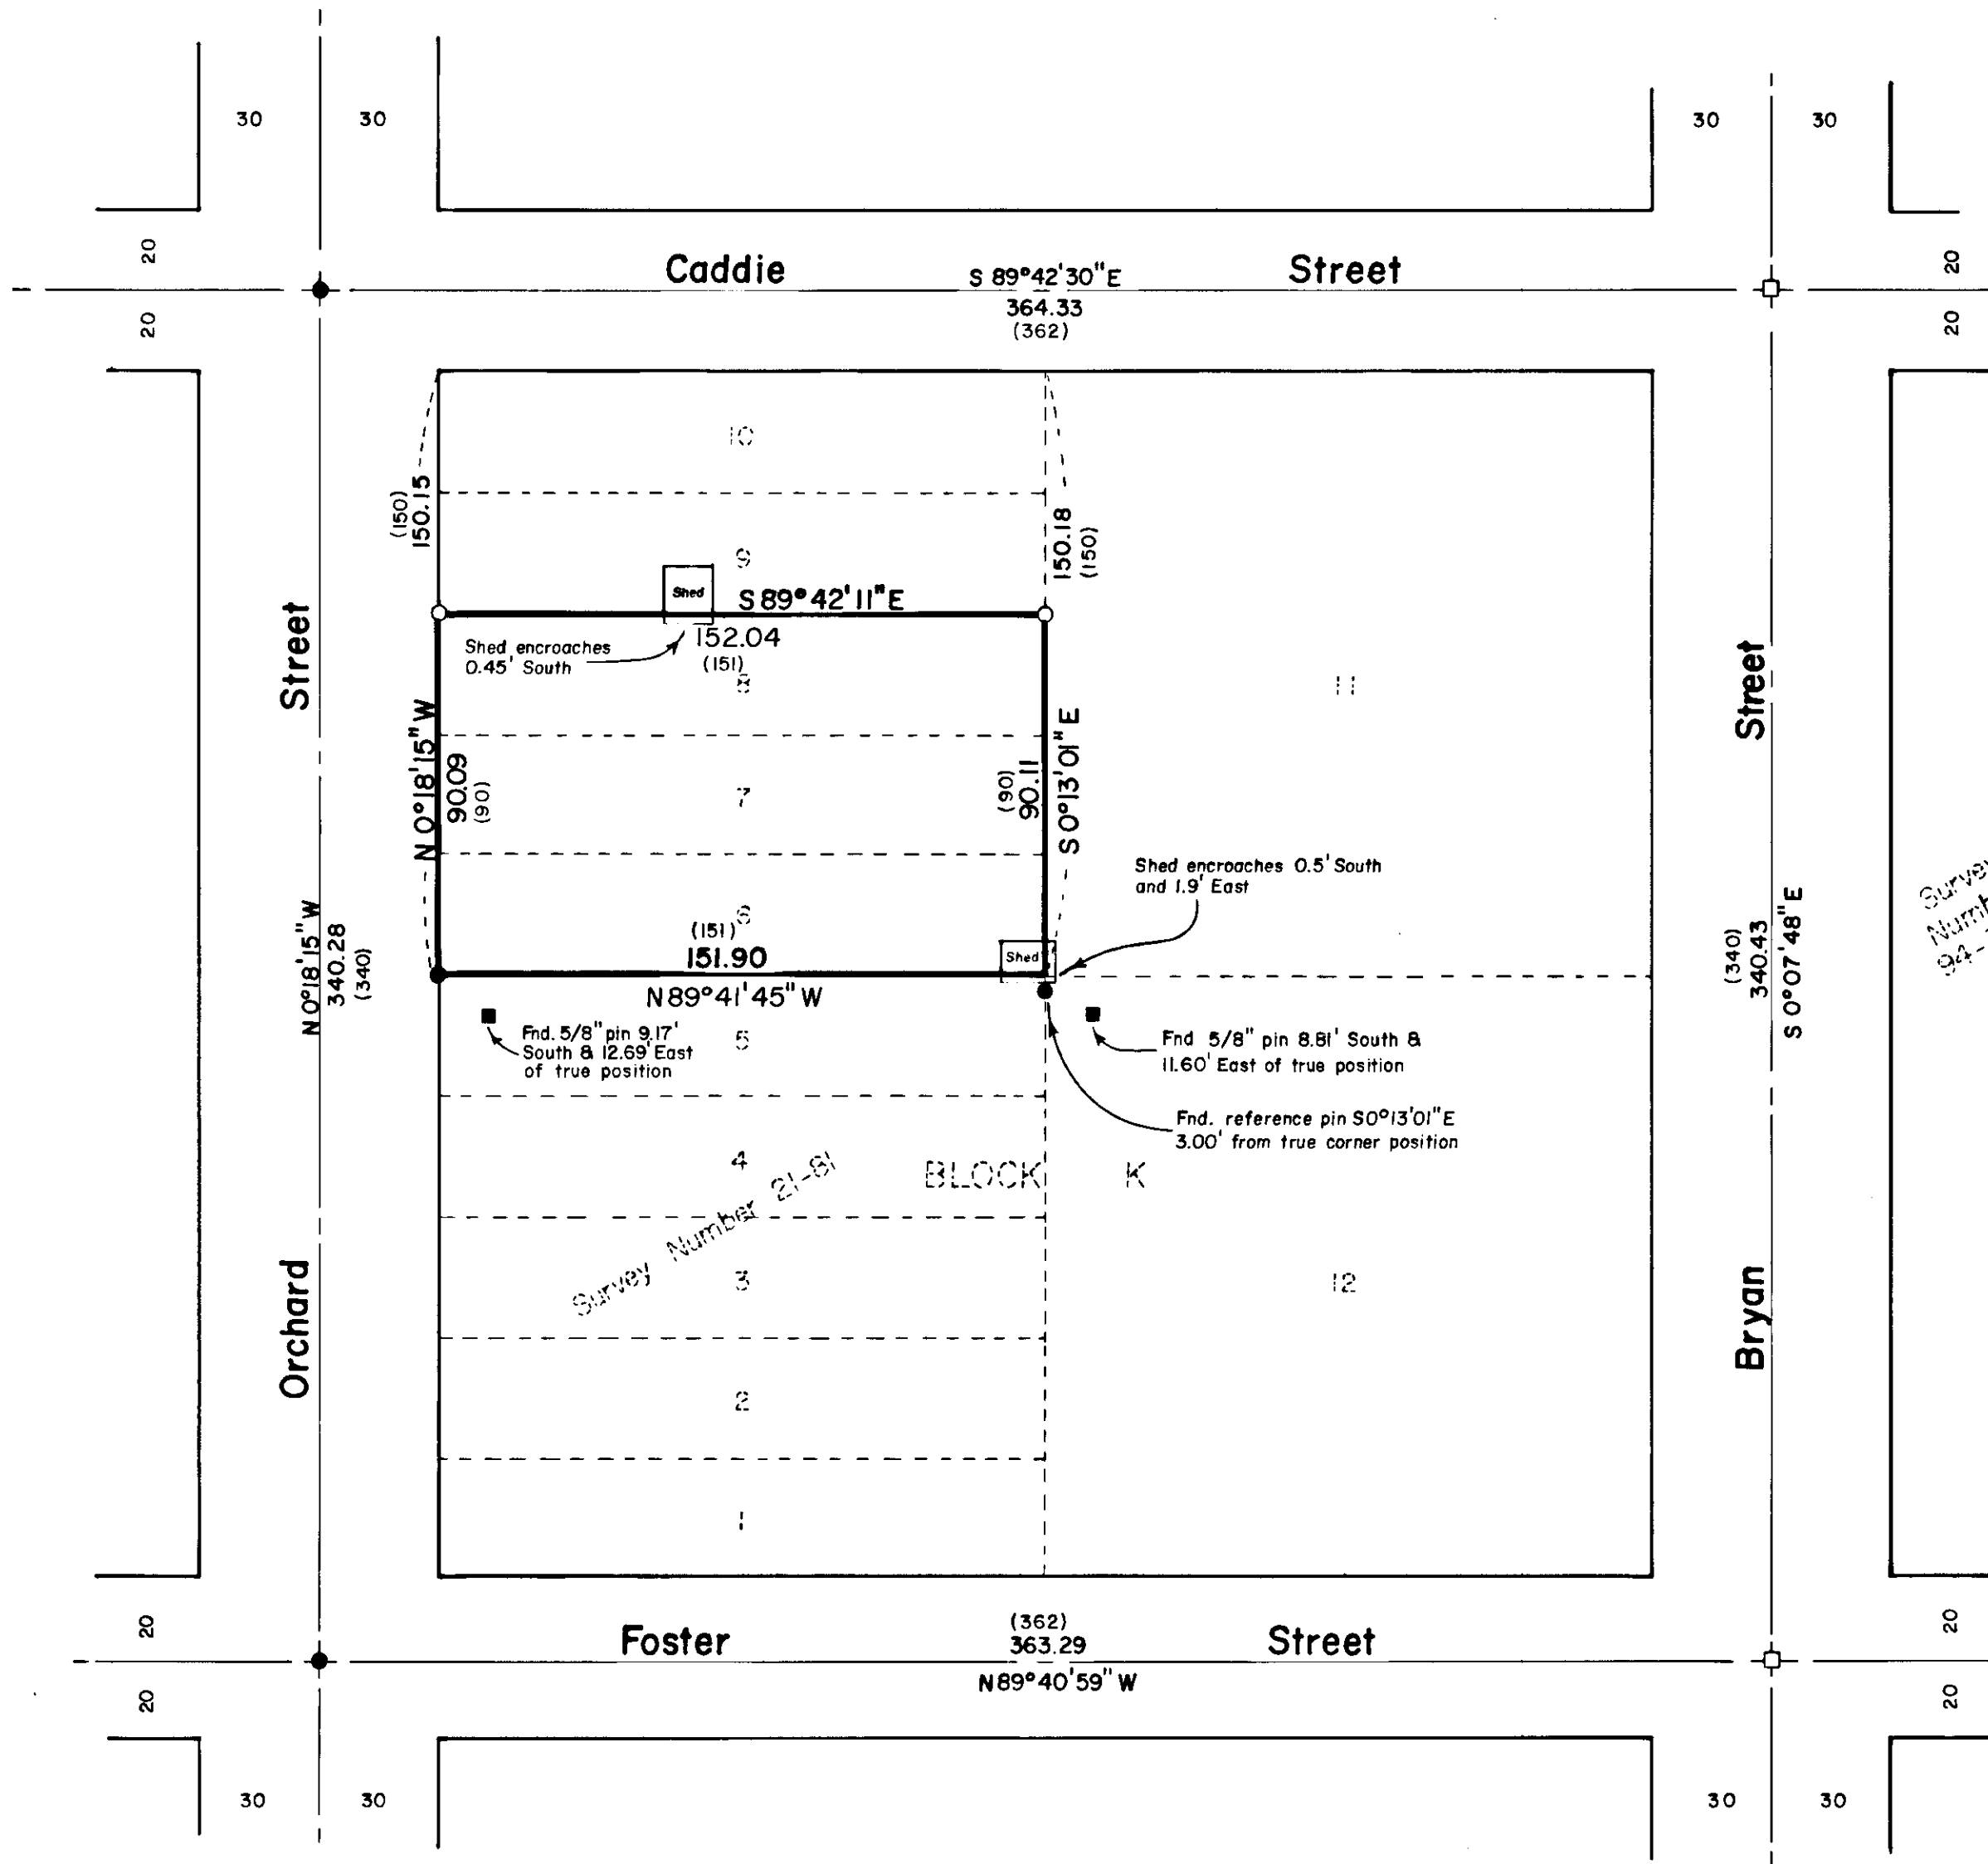 30
30
30
30
20
20
Caddie Street
S 89°42'30"E
364.33
(362)
20
20
10
(150)
150.15
150.18
(150)
9
Shed
S 89°42'11"E
152.04
(151)
Shed encroaches
0.45' South
8
11
Orchard Street
Bryan Street
N 0°18'15" W
90.09
(90)
7
(90)
90.11
S 0°13'01" E
Shed encroaches 0.5' South
and 1.9' East
6
(151)
151.90
N 89°41'45" W
Shed
N 0°18'15" W
340.28
(340)
(340)
340.43
S 0°07'48" E
94-
Fnd. 5/8" pin 9.17'
South & 12.69' East
of true position
5
Fnd 5/8" pin 8.81' South &
11.60' East of true position
Fnd. reference pin S0°13'01"E
3.00' from true corner position
4
BLOCK K
Survey Number 21-81
3
12
2
1
20
20
Foster Street
(362)
363.29
N 89°40'59" W
20
20
30
30
30
30